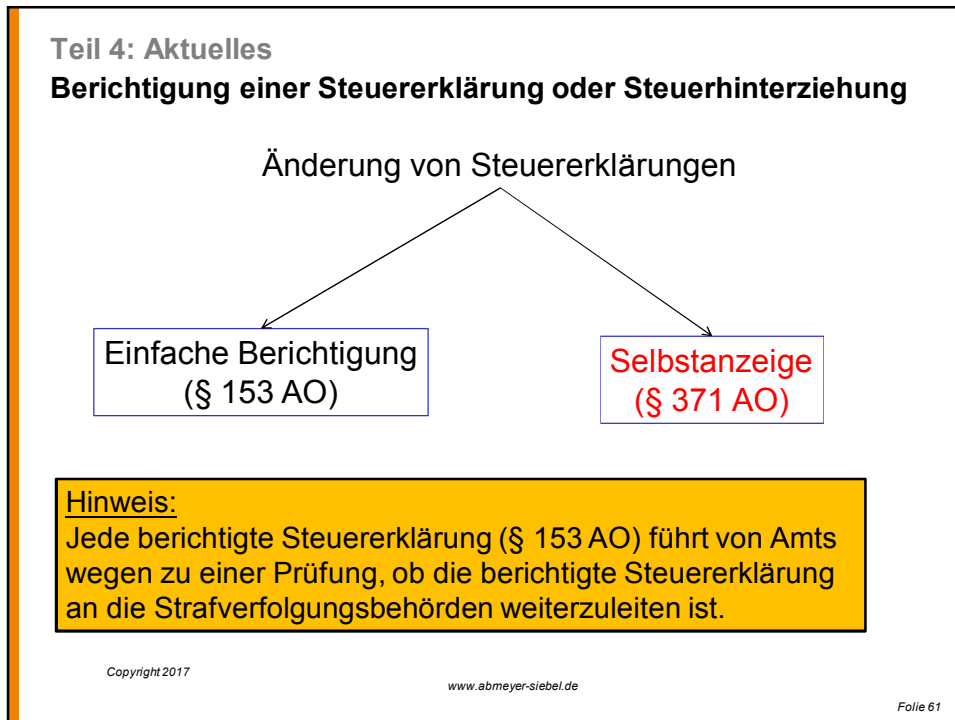 Teil 4: Aktuelles
Berichtigung einer Steuererklärung oder Steuerhinterziehung
Änderung von Steuererklärungen
Einfache Berichtigung
(§ 153 AO)
Selbstanzeige
(§ 371 AO)
Hinweis:
Jede berichtigte Steuererklärung (§ 153 AO) führt von Amts
wegen zu einer Prüfung, ob die berichtigte Steuererklärung
an die Strafverfolgungsbehörden weiterzuleiten ist.
Copyright 2017
www.abmeyer-siebel.de
Folie 61